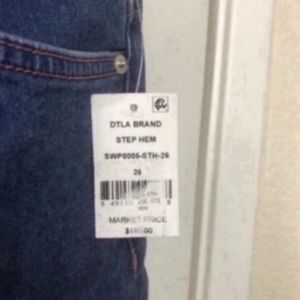 DTLA BRAND
STEP HEM
SWP0005-STH-26
26
MARKET PRICE